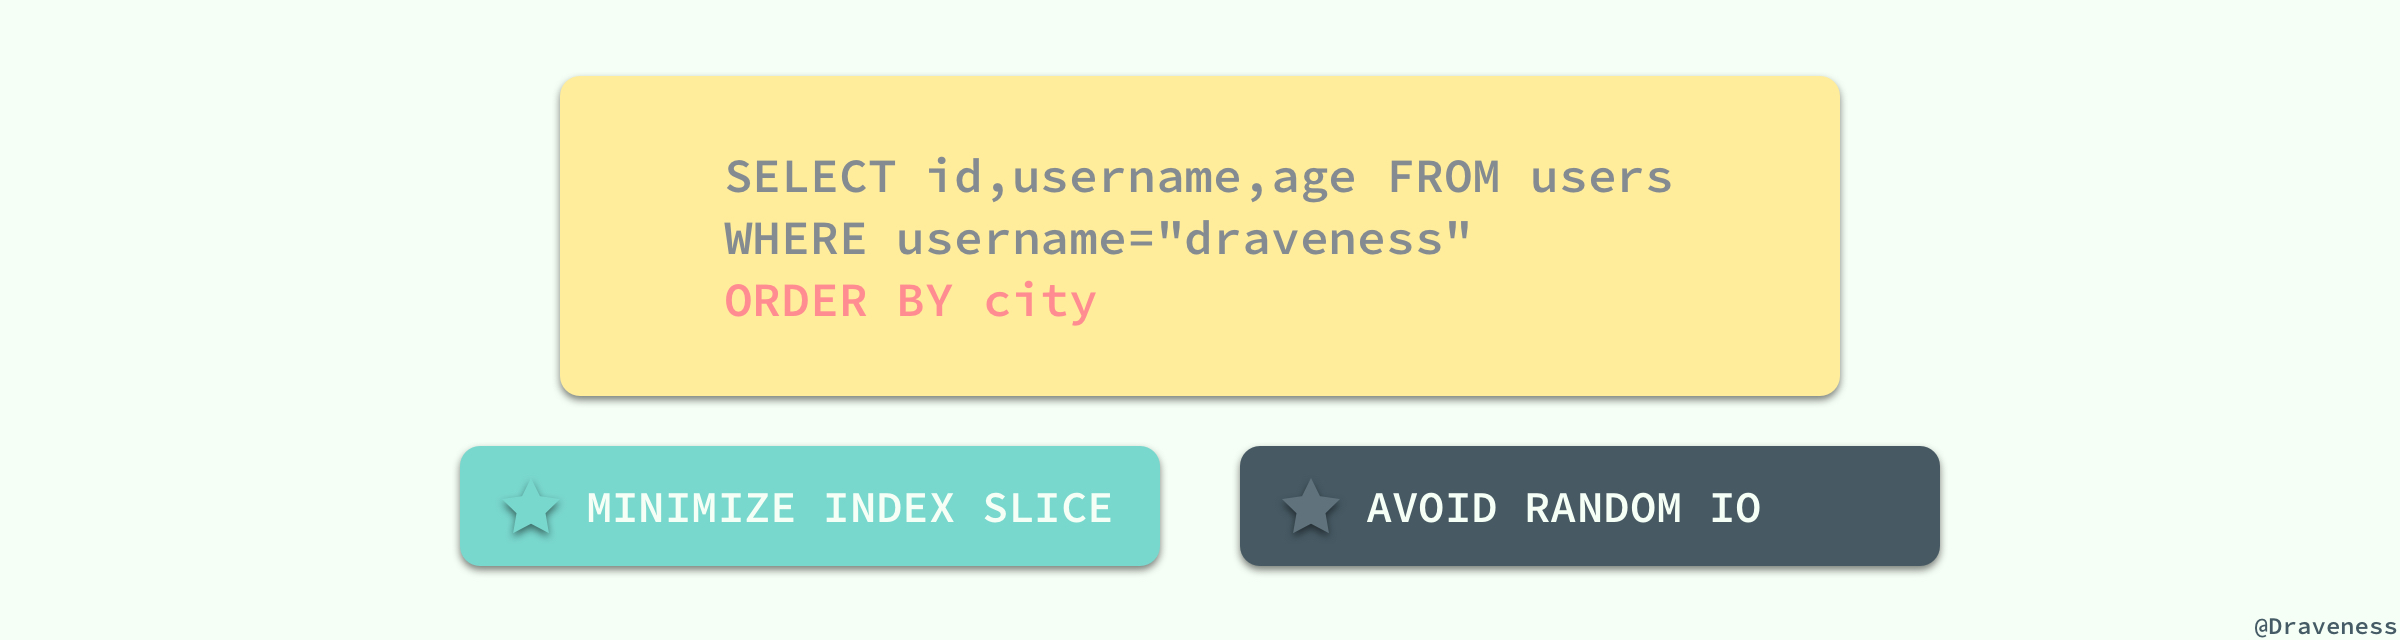 SELECT id,username,age FROM users
WHERE username="draveness"
ORDER BY city
MINIMIZE INDEX SLICE
AVOID RANDOM IO
@Draveness